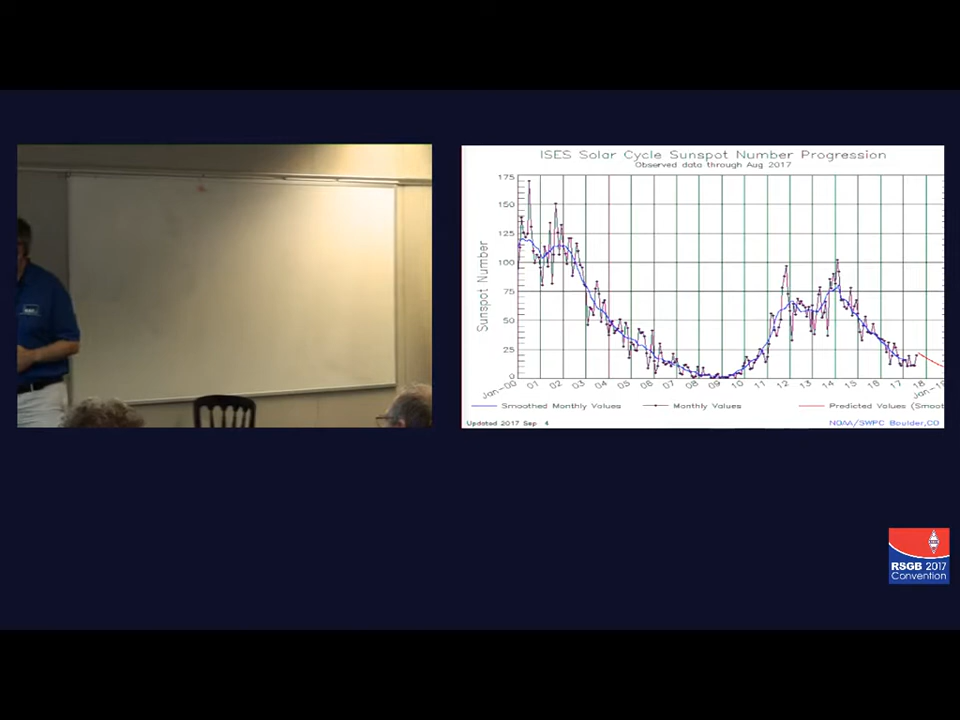 ISES Solar Cycle Sunspot Number Progression
Observed data through Aug 2017
175
150
125
100
75
50
25
0
Sunspot Number
Jan-00 01 02 03 04 05 06 07 08 09 10 11 12 13 14 15 16 17 18
Smoothed Monthly Values
Monthly Values
Predicted Values (Smoot
Updated 2017 Sep 4
NOAA/SWPC Boulder,CO
RSGB 2017
Convention